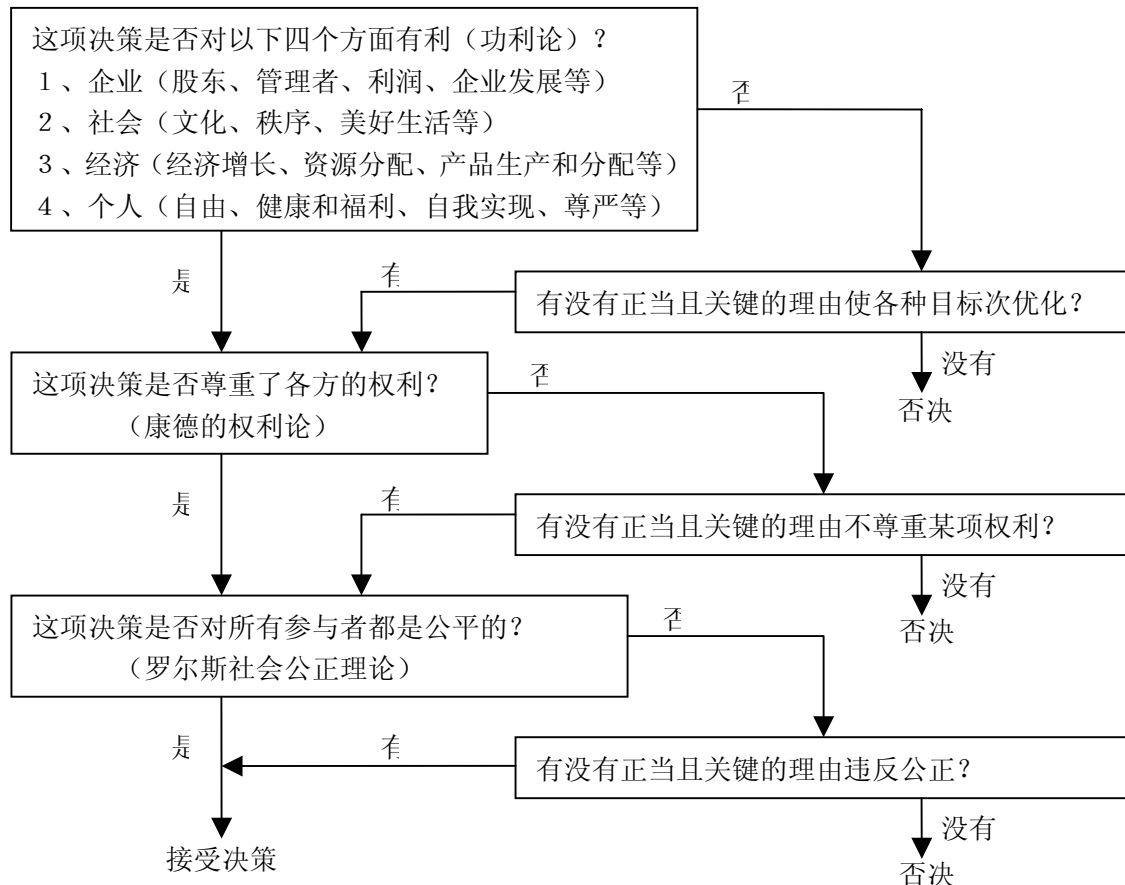 这项决策是否对以下四个方面有利（功利论）？
１、企业（股东、管理者、利润、企业发展等）
２、社会（文化、秩序、美好生活等）
３、经济（经济增长、资源分配、产品生产和分配等）
４、个人（自由、健康和福利、自我实现、尊严等）
否
是
有
有没有正当且关键的理由使各种目标次优化？
没有
否决
这项决策是否尊重了各方的权利？
（康德的权利论）
否
是
有
有没有正当且关键的理由不尊重某项权利？
没有
否决
这项决策是否对所有参与者都是公平的？
（罗尔斯社会公正理论）
否
是
有
有没有正当且关键的理由违反公正？
没有
否决
接受决策